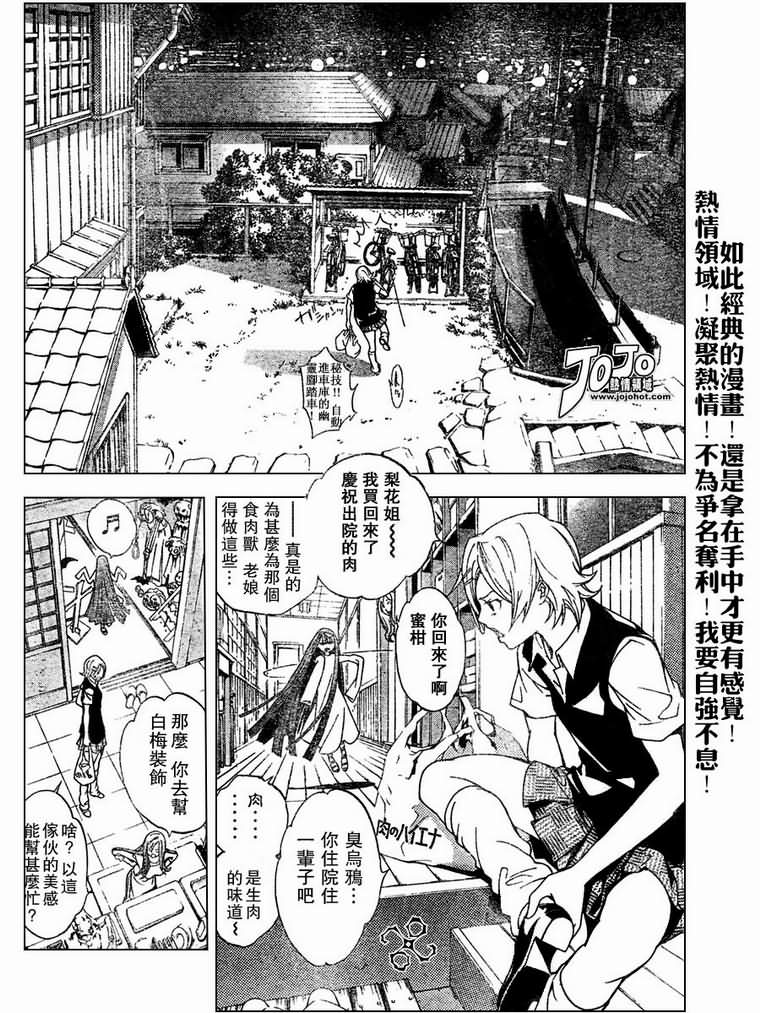 如此經典的漫畫！還是拿在手中才更有感覺！
熱情領域！凝聚熱情！不為爭名奪利！我要自強不息！
秘技!! 自動
進車庫的幽
靈腳踏車!
JOJO
熱情領域
www.jojohot.com
梨花姐～
我買回來了
慶祝出院的肉
——真是的
為甚麼為那個
食肉獸 老娘
得做這些…
你回來了啊
蜜柑
肉のハイエナ
臭烏鴉…
你住院住
一輩子吧
肉……
……
是生肉
的味道～
♪
那麼 你去幫
白梅裝飾
啥？以這
傢伙的美感
能幫甚麼忙？